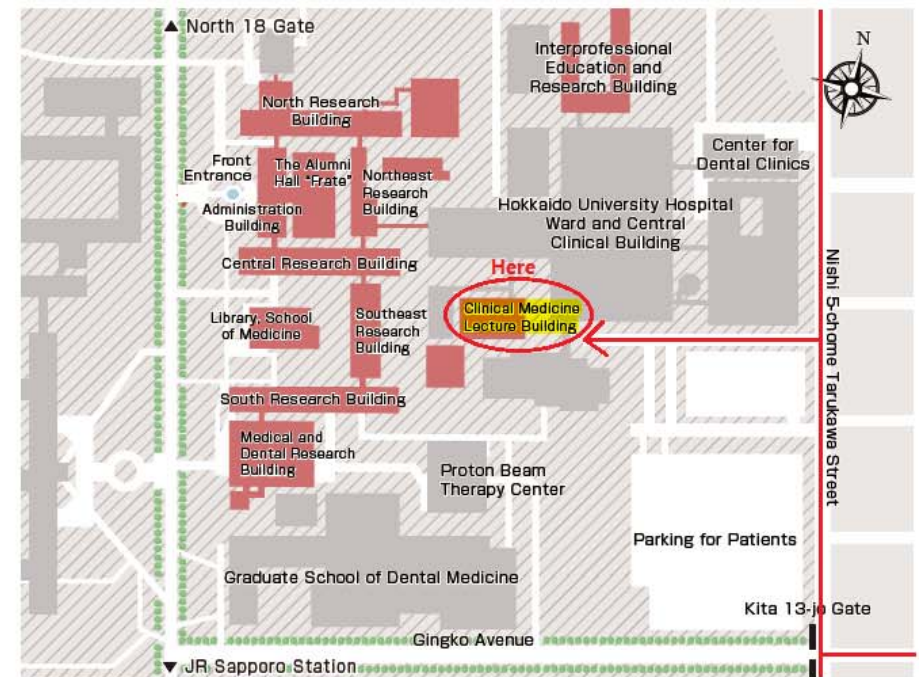 ▲ North 18 Gate
Interprofessional
Education and
Research Building
N
North Research
Building
Center for
Dental Clinics
Front
Entrance
The Alumni
Hall "Frate"
Northeast
Research
Building
Administration
Building
Hokkaido University Hospital
Ward and Central
Clinical Building
Central Research Building
Here
Clinical Medicine
Lecture Building
Library, School
of Medicine
Southeast
Research
Building
Nishi 5-chome Tarukawa Street
South Research Building
Medical and
Dental Research
Building
Proton Beam
Therapy Center
Parking for Patients
Graduate School of Dental Medicine
Kita 13-jo Gate
Gingko Avenue
▼ JR Sapporo Station